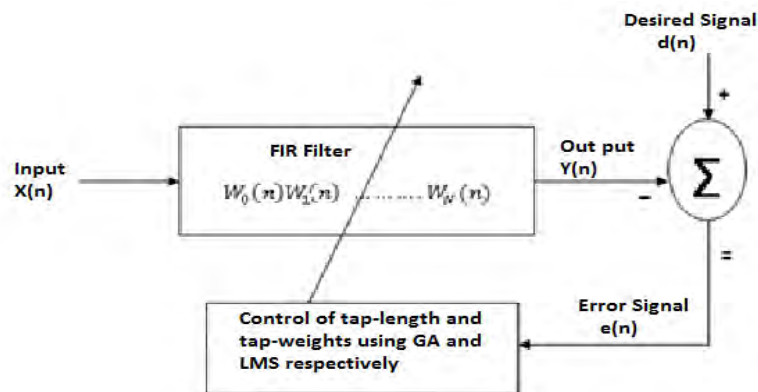 Desired Signal
d(n)
+
FIR Filter
Out put
Y(n)
Input
X(n)
W₀(n)W₁(n) ............ W_N(n)
Σ
-
=
Error Signal
e(n)
Control of tap-length and
tap-weights using GA and
LMS respectively